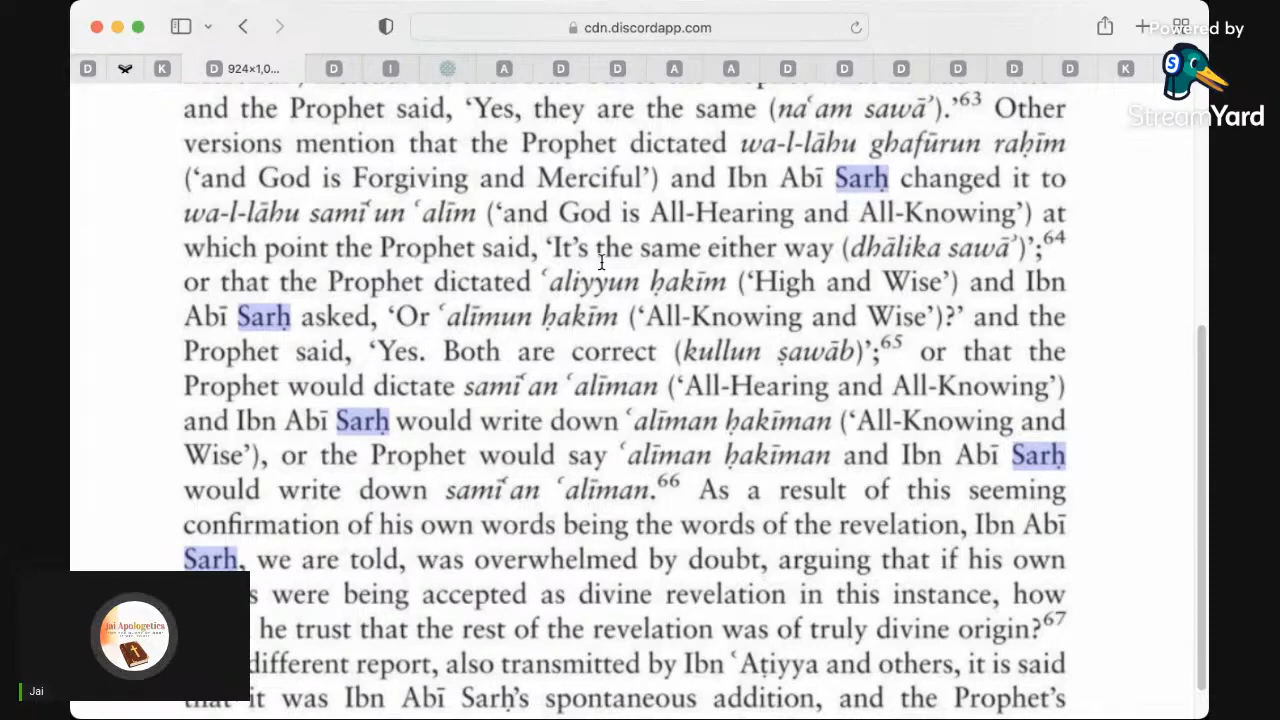 cdn.discordapp.com
Powered by
StreamYard
D K D 924×1,0... D I A D D A A D D D D D D K
and the Prophet said, ‘Yes, they are the same (naʿam sawāʾ).’63 Other
versions mention that the Prophet dictated wa-l-lāhu ghafūrun raḥīm
(‘and God is Forgiving and Merciful’) and Ibn Abī Sarḥ changed it to
wa-l-lāhu samīʿun ʿalīm (‘and God is All-Hearing and All-Knowing’) at
which point the Prophet said, ‘It’s the same either way (dhālika sawāʾ)’;64
or that the Prophet dictated ʿaliyyun ḥakīm (‘High and Wise’) and Ibn
Abī Sarḥ asked, ‘Or ʿalīmun ḥakīm (‘All-Knowing and Wise’)?’ and the
Prophet said, ‘Yes. Both are correct (kullun ṣawāb)’;65 or that the
Prophet would dictate samīʿan ʿalīman (‘All-Hearing and All-Knowing’)
and Ibn Abī Sarḥ would write down ʿalīman ḥakīman (‘All-Knowing and
Wise’), or the Prophet would say ʿalīman ḥakīman and Ibn Abī Sarḥ
would write down samīʿan ʿalīman.66 As a result of this seeming
confirmation of his own words being the words of the revelation, Ibn Abī
Sarḥ, we are told, was overwhelmed by doubt, arguing that if his own
s were being accepted as divine revelation in this instance, how
he trust that the rest of the revelation was of truly divine origin?67
different report, also transmitted by Ibn ʿAṭiyya and others, it is said
that it was Ibn Abī Sarḥ’s spontaneous addition, and the Prophet’s
Jai Apologetics
Jai